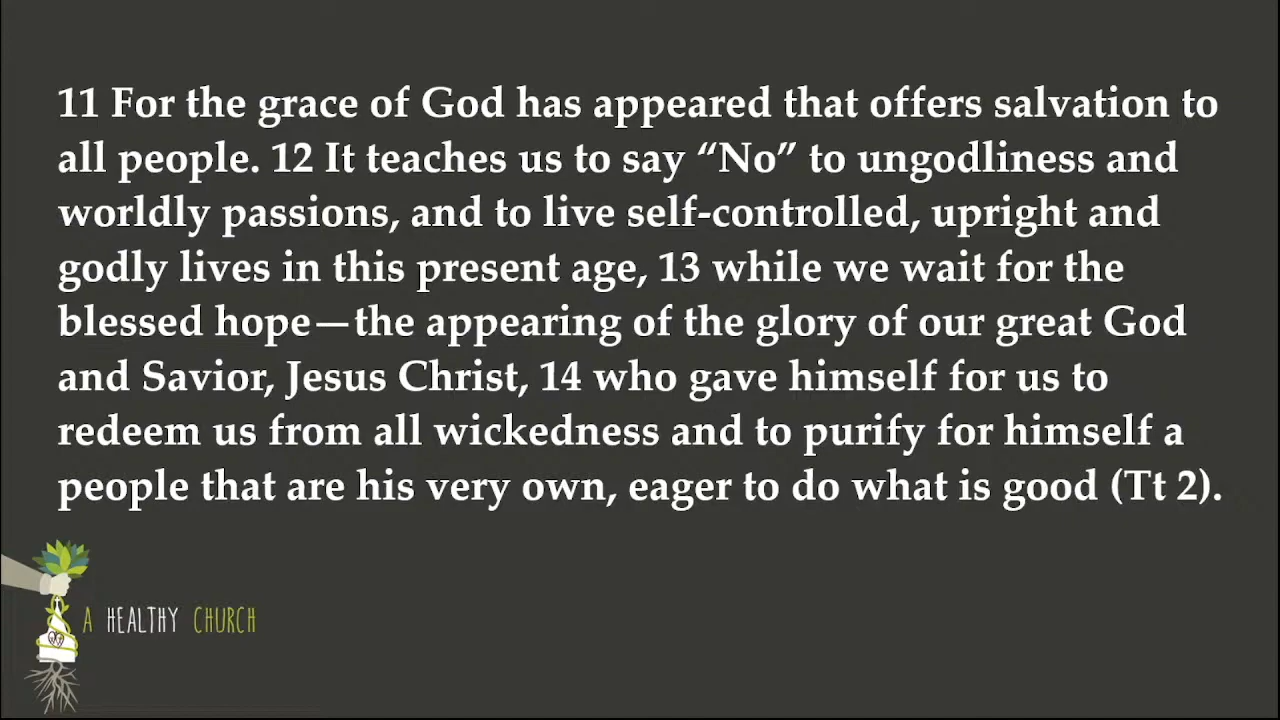 11 For the grace of God has appeared that offers salvation to
all people. 12 It teaches us to say “No” to ungodliness and
worldly passions, and to live self-controlled, upright and
godly lives in this present age, 13 while we wait for the
blessed hope—the appearing of the glory of our great God
and Savior, Jesus Christ, 14 who gave himself for us to
redeem us from all wickedness and to purify for himself a
people that are his very own, eager to do what is good (Tt 2).
A HEALTHY CHURCH